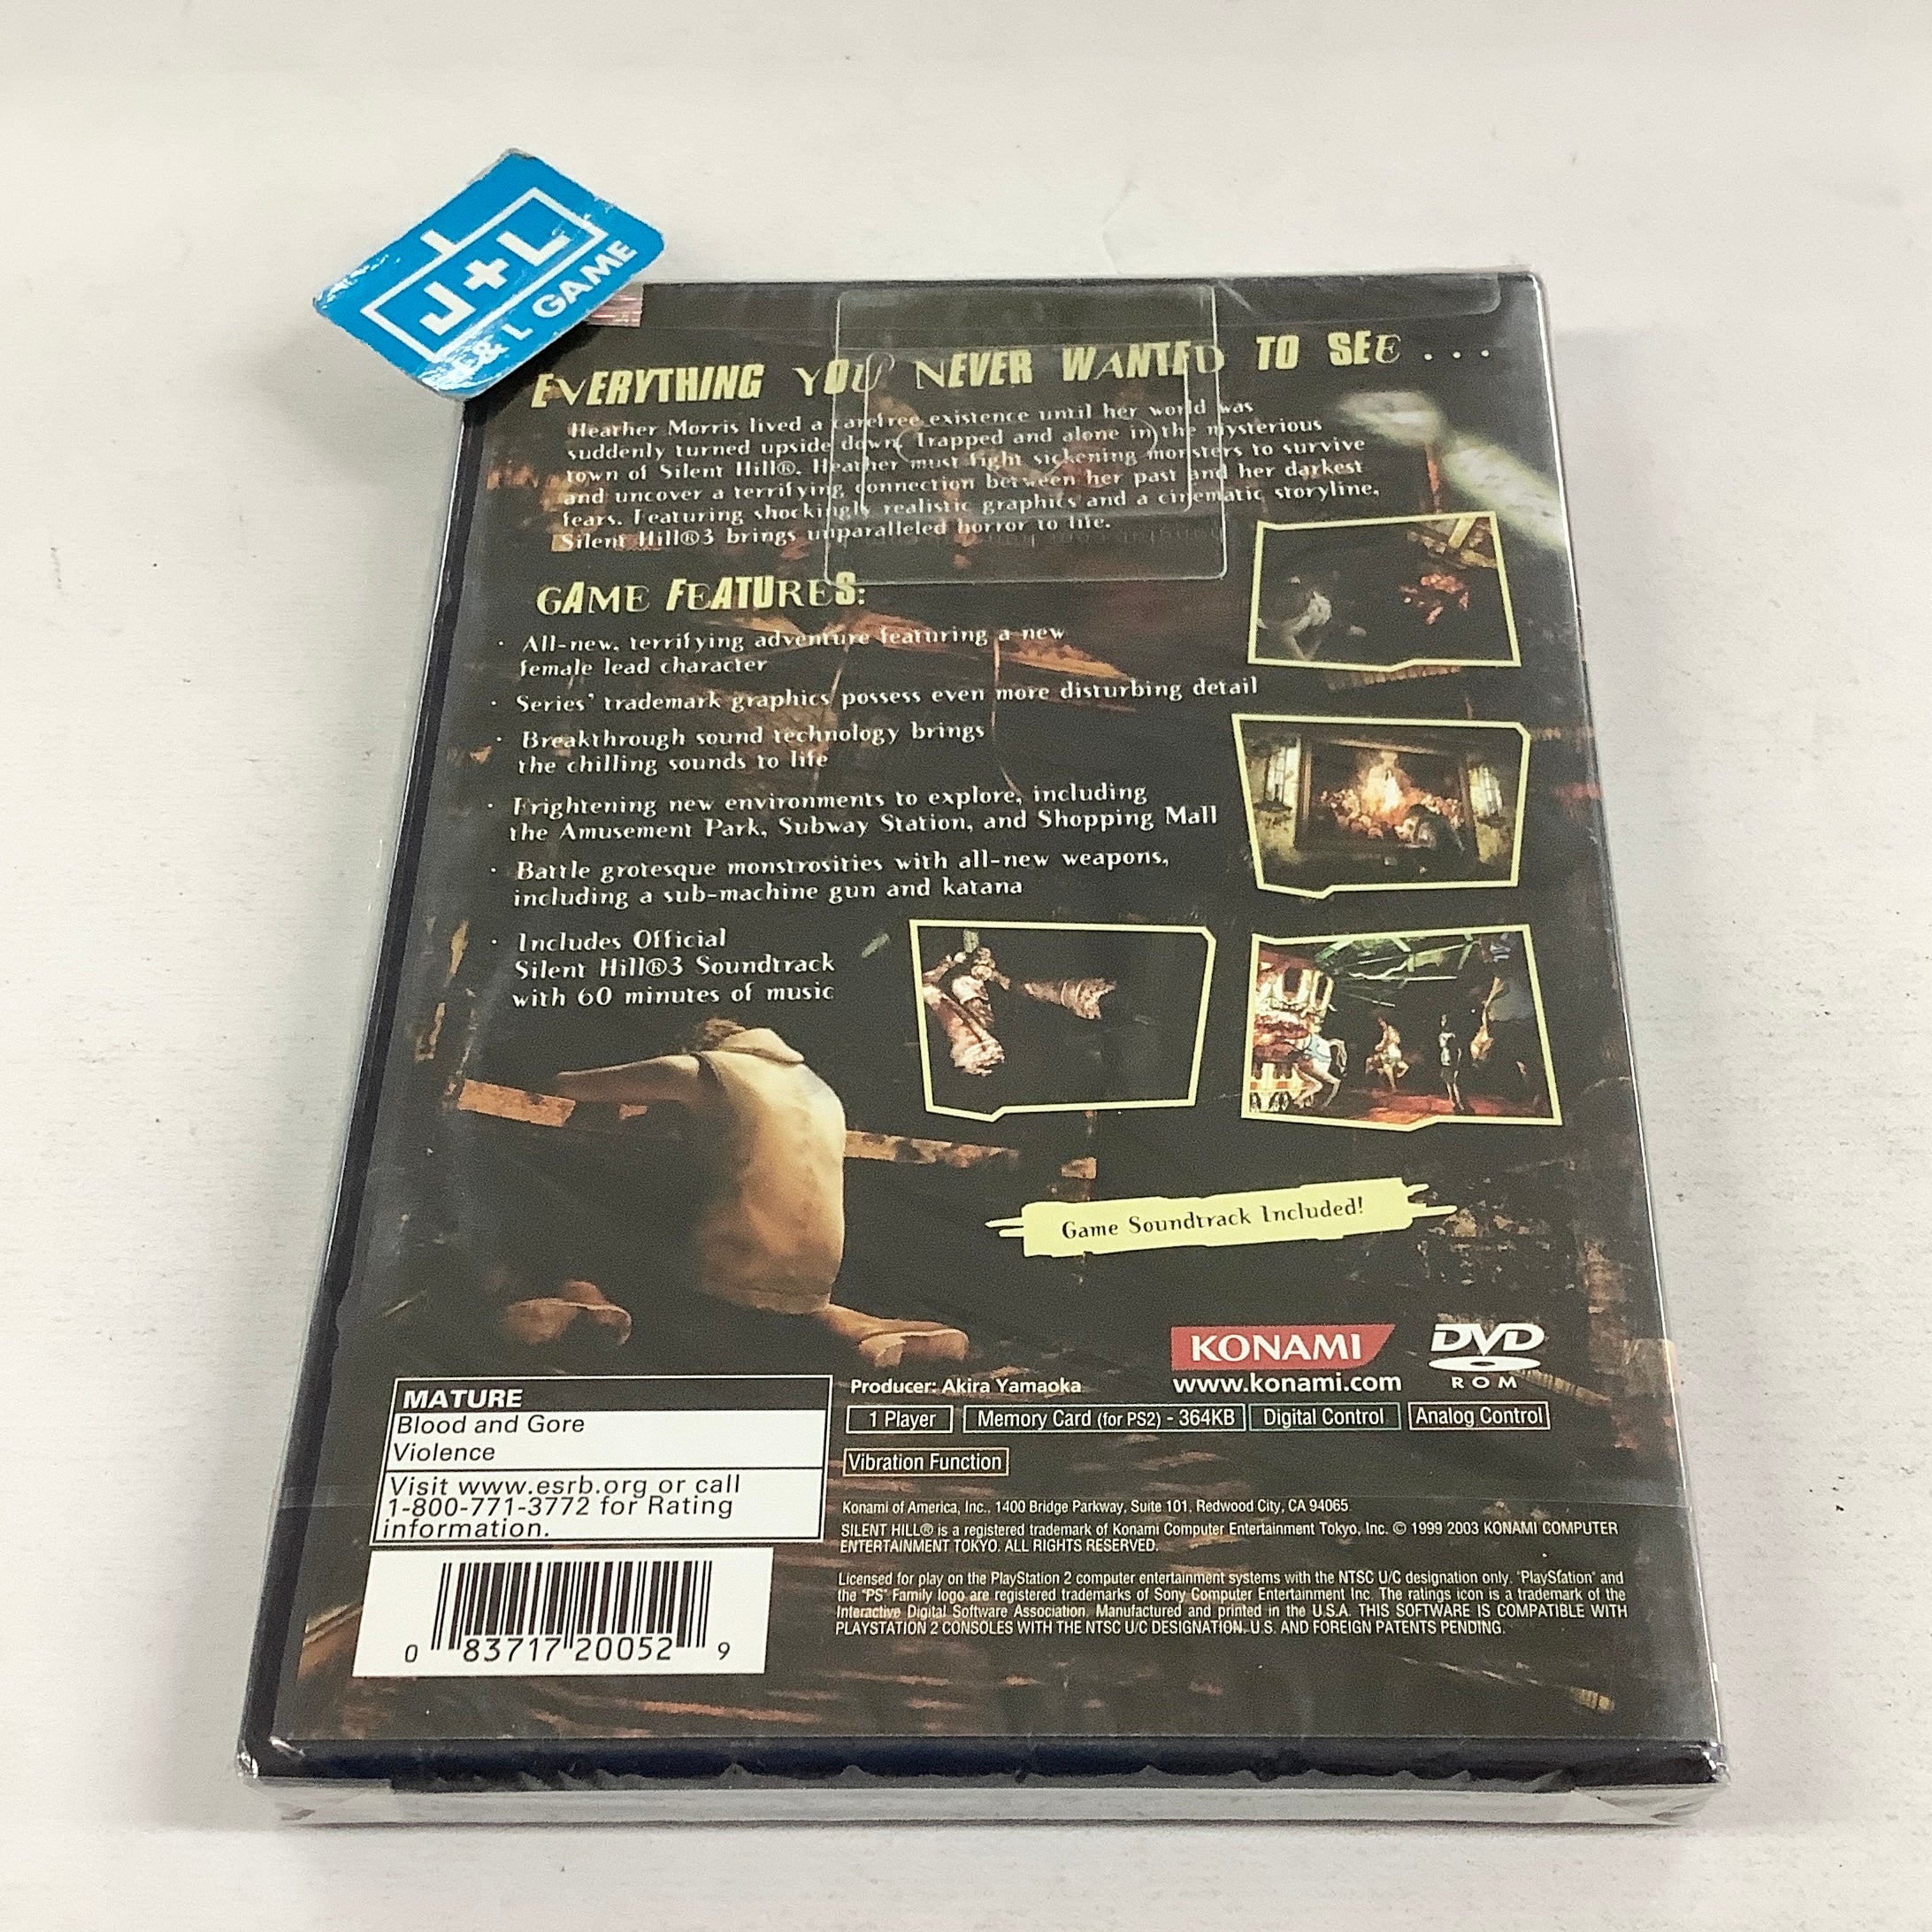 J+L
& L GAME
EVERYTHING YOU NEVER WANTED TO SEE . . .
Heather Morris lived a carefree existence until her world was
suddenly turned upside down. Trapped and alone in the mysterious
town of Silent Hill®. Heather must fight sickening monsters to survive
and uncover a terrifying connection between her past and her darkest
fears. Featuring shockingly realistic graphics and a cinematic storyline,
Silent Hill®3 brings unparalleled horror to life.
GAME FEATURES:
· All-new, terrifying adventure featuring a new
female lead character
· Series' trademark graphics possess even more disturbing detail
· Breakthrough sound technology brings
the chilling sounds to life
· Frightening new environments to explore, including
the Amusement Park, Subway Station, and Shopping Mall
· Battle grotesque monstrosities with all-new weapons,
including a sub-machine gun and katana
· Includes Official
Silent Hill®3 Soundtrack
with 60 minutes of music
Game Soundtrack Included!
KONAMI
www.konami.com
DVD
ROM
MATURE
Blood and Gore
Violence
Visit www.esrb.org or call
1-800-771-3772 for Rating
information.
Producer: Akira Yamaoka
1 Player Memory Card (for PS2) - 364KB Digital Control Analog Control
Vibration Function
Konami of America, Inc., 1400 Bridge Parkway, Suite 101, Redwood City, CA 94065
SILENT HILL® is a registered trademark of Konami Computer Entertainment Tokyo, Inc. © 1999 2003 KONAMI COMPUTER
ENTERTAINMENT TOKYO. ALL RIGHTS RESERVED.
Licensed for play on the PlayStation 2 computer entertainment systems with the NTSC U/C designation only. "PlayStation" and
the "PS" Family logo are registered trademarks of Sony Computer Entertainment Inc. The ratings icon is a trademark of the
Interactive Digital Software Association. Manufactured and printed in the U.S.A. THIS SOFTWARE IS COMPATIBLE WITH
PLAYSTATION 2 CONSOLES WITH THE NTSC U/C DESIGNATION. U.S. AND FOREIGN PATENTS PENDING.
0 83717 20052 9